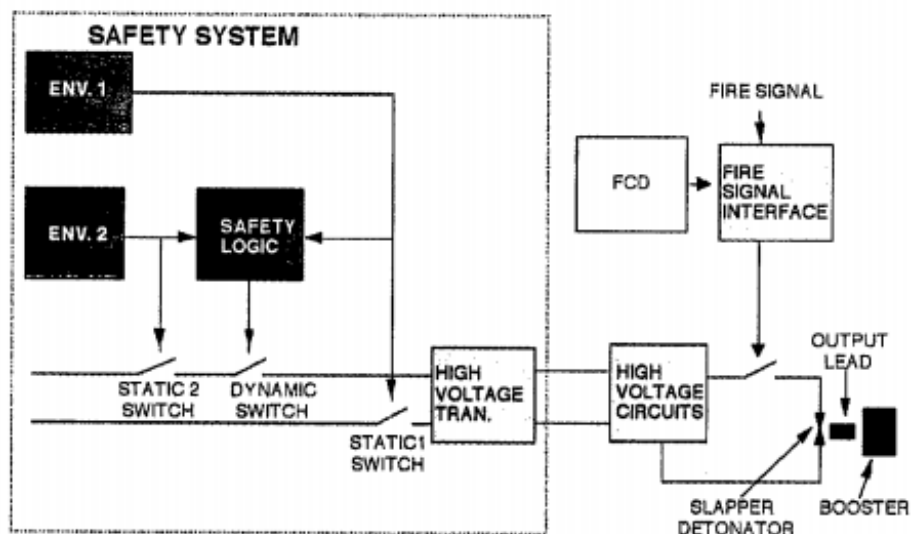 SAFETY SYSTEM
ENV. 1
ENV. 2
SAFETY
LOGIC
STATIC 2
SWITCH
DYNAMIC
SWITCH
STATIC1
SWITCH
HIGH
VOLTAGE
TRAN.
FIRE SIGNAL
FCD
FIRE
SIGNAL
INTERFACE
HIGH
VOLTAGE
CIRCUITS
OUTPUT
LEAD
SLAPPER
DETONATOR
BOOSTER